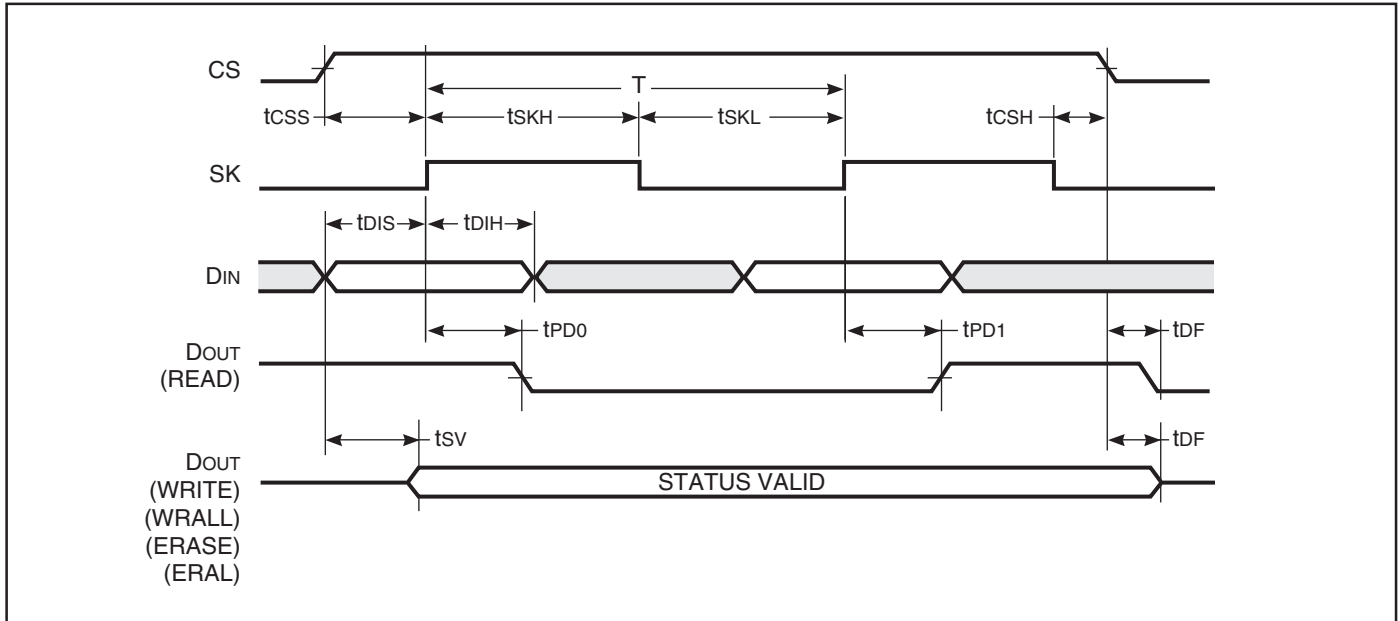 CS
T
tCSS
tSKH
tSKL
tCSH
SK
tDIS
tDIH
DIN
tPD0
tPD1
tDF
DOUT
(READ)
tSV
tDF
DOUT
(WRITE)
(WRALL)
(ERASE)
(ERAL)
STATUS VALID